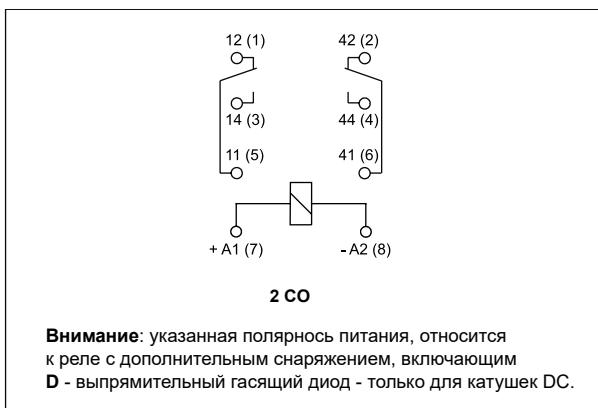 12 (1) 42 (2)
14 (3) 44 (4)
11 (5) 41 (6)
+ A1 (7) - A2 (8)
2 CO
Внимание: указанная полярнось питания, относится
к реле с дополнительным снаряжением, включающим
D - выпрямительный гасящий диод - только для катушек DC.